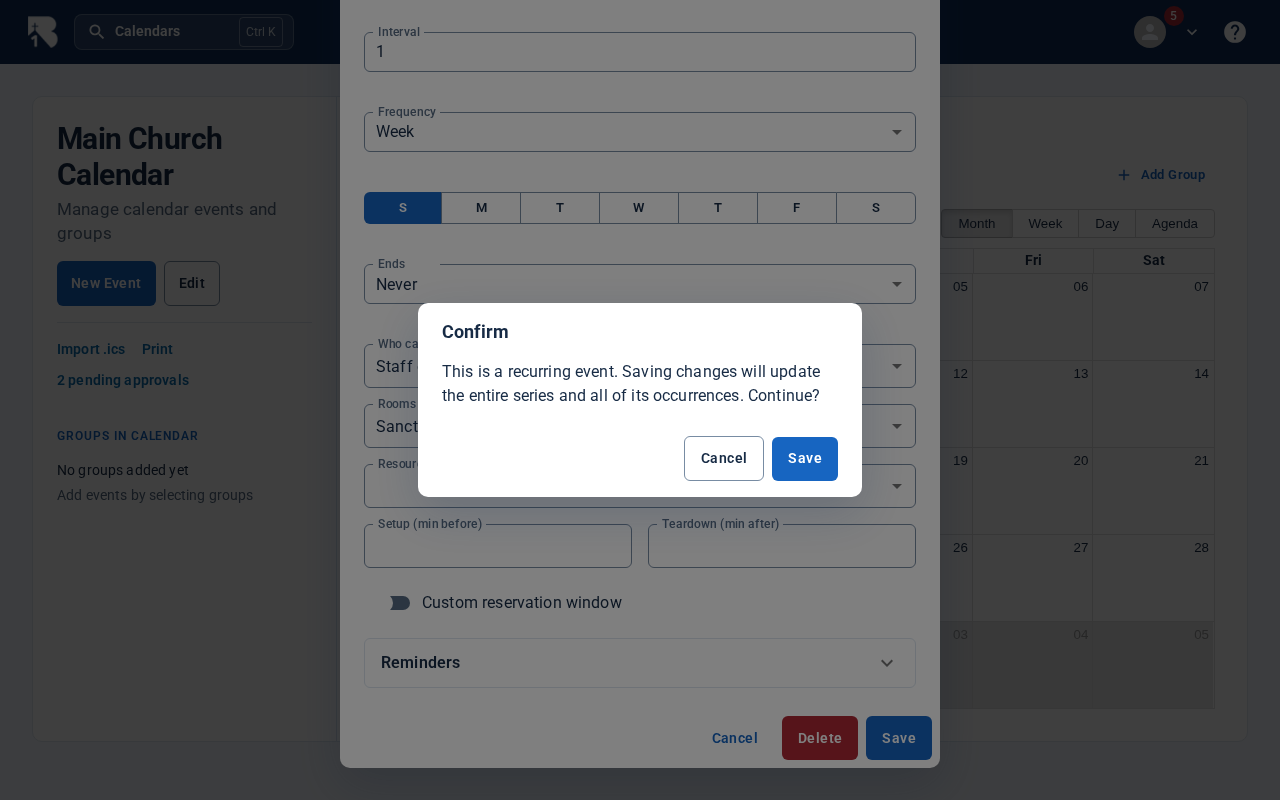 Calendars
Ctrl K
5
Main Church
Calendar
Manage calendar events and
groups
New Event
Edit
Import .ics
Print
2 pending approvals
GROUPS IN CALENDAR
No groups added yet
Add events by selecting groups
Interval
1
Frequency
Week
S
M
T
W
T
F
S
Ends
Never
Who ca
Staff
Rooms
Sanct
Resour
Setup (min before)
Teardown (min after)
Custom reservation window
Reminders
Cancel
Delete
Save
Confirm
This is a recurring event. Saving changes will update
the entire series and all of its occurrences. Continue?
Cancel
Save
Add Group
Month
Week
Day
Agenda
Fri
Sat
05
06
07
12
13
14
19
20
21
26
27
28
03
04
05